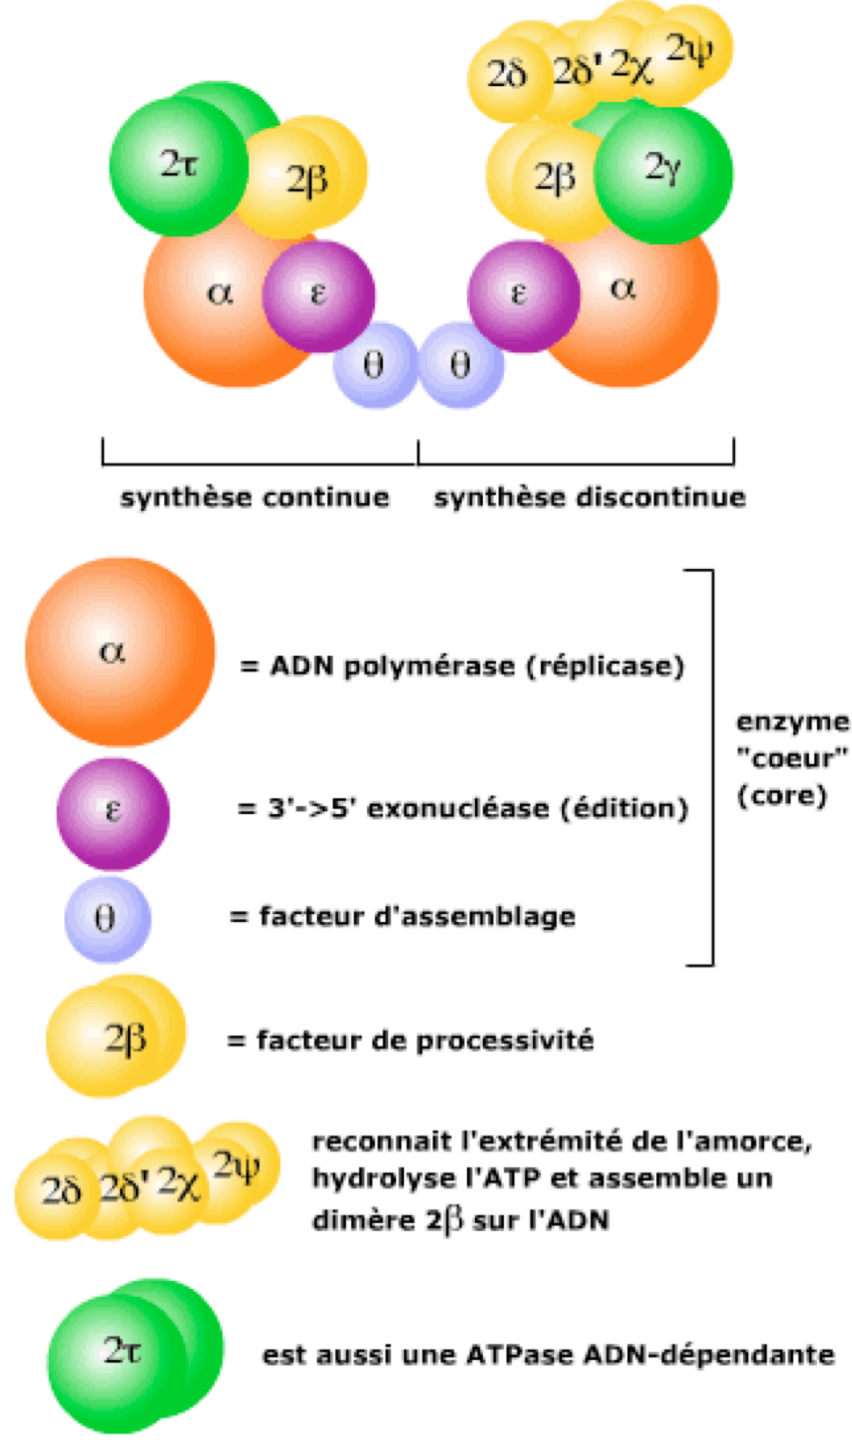 2δ 2δ' 2χ 2ψ
2τ 2β 2β 2γ
α ε ε α
θ θ
synthèse continue synthèse discontinue
α = ADN polymérase (réplicase)
enzyme
"coeur"
(core)
ε = 3'->5' exonucléase (édition)
θ = facteur d'assemblage
2β = facteur de processivité
2δ 2δ' 2χ 2ψ
reconnait l'extrémité de l'amorce,
hydrolyse l'ATP et assemble un
dimère 2β sur l'ADN
2τ est aussi une ATPase ADN-dépendante